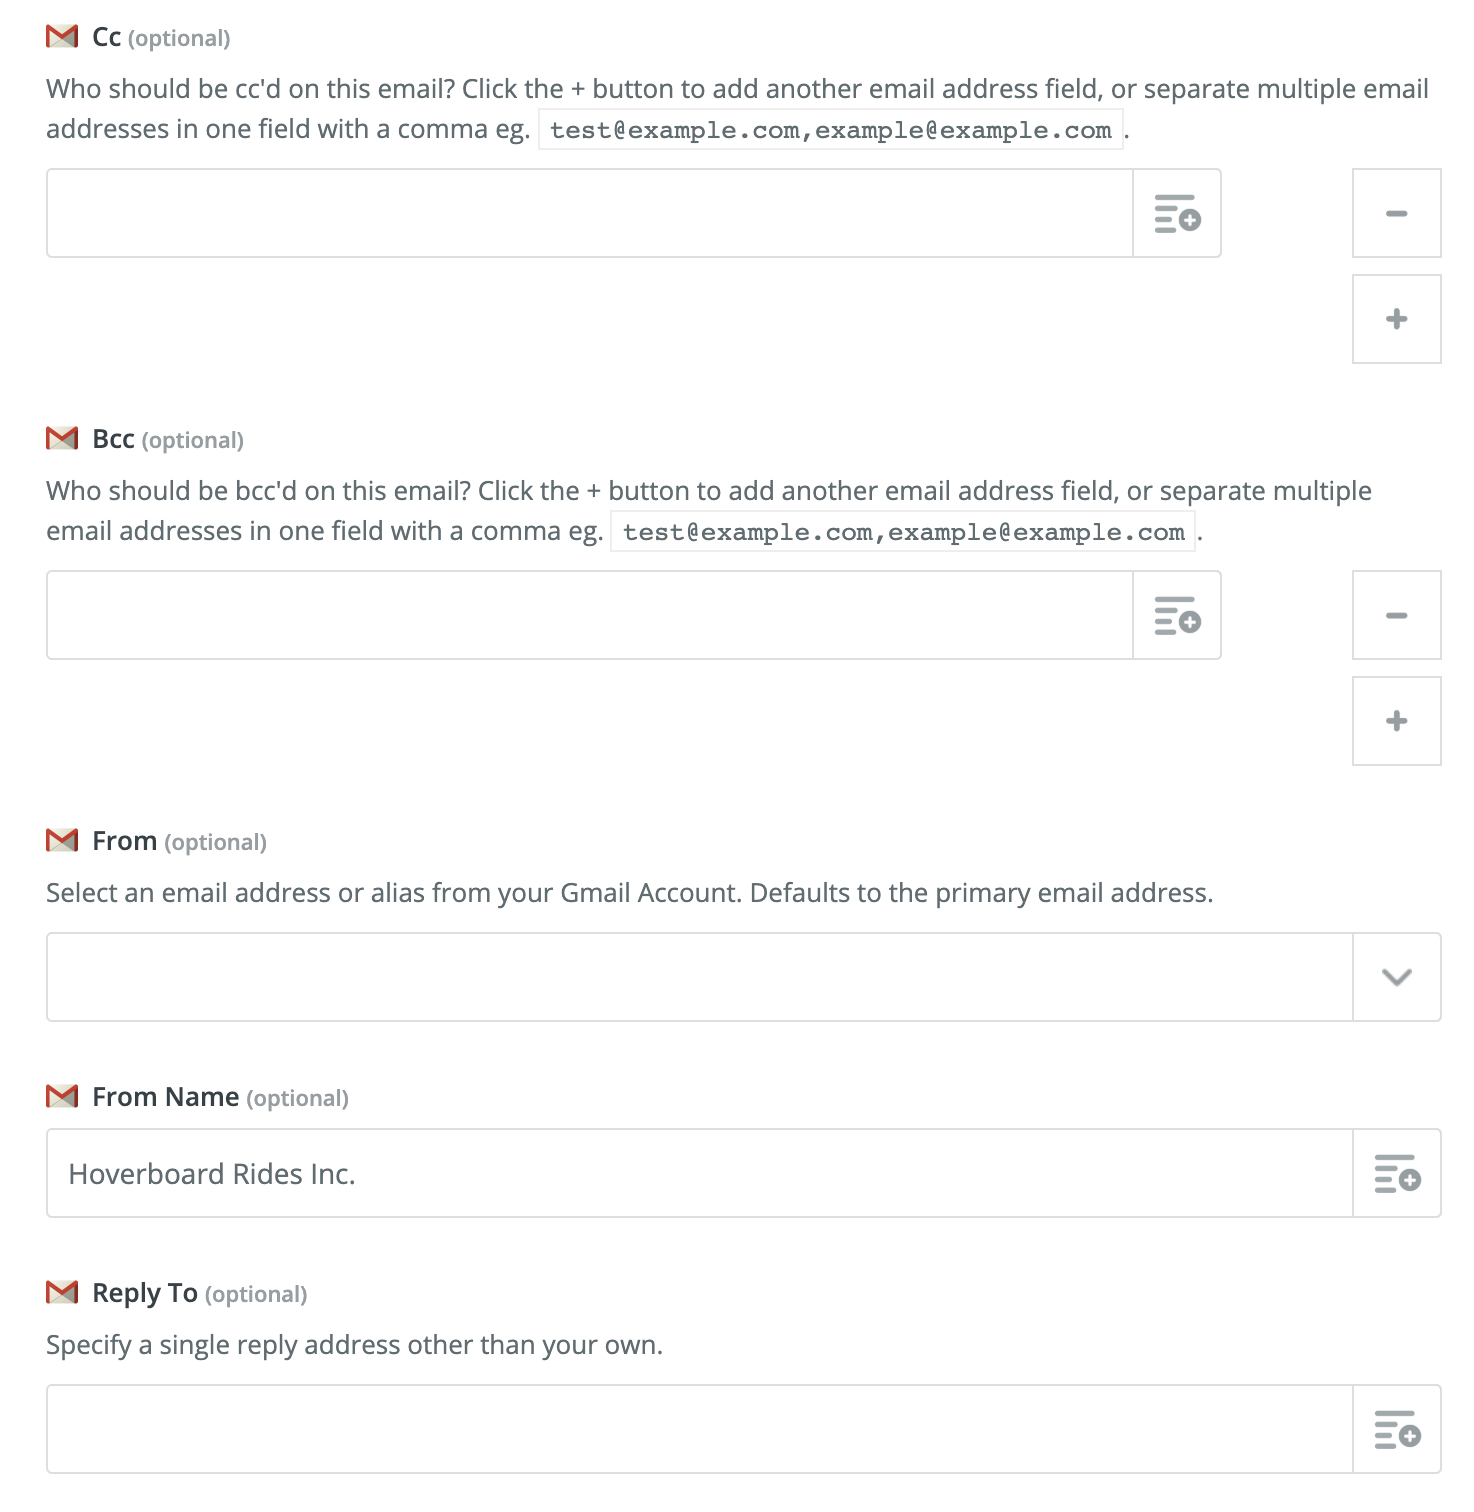 Cc (optional)
Who should be cc'd on this email? Click the + button to add another email address field, or separate multiple email
addresses in one field with a comma eg. test@example.com,example@example.com.
Bcc (optional)
Who should be bcc'd on this email? Click the + button to add another email address field, or separate multiple
email addresses in one field with a comma eg. test@example.com,example@example.com.
From (optional)
Select an email address or alias from your Gmail Account. Defaults to the primary email address.
From Name (optional)
Hoverboard Rides Inc.
Reply To (optional)
Specify a single reply address other than your own.